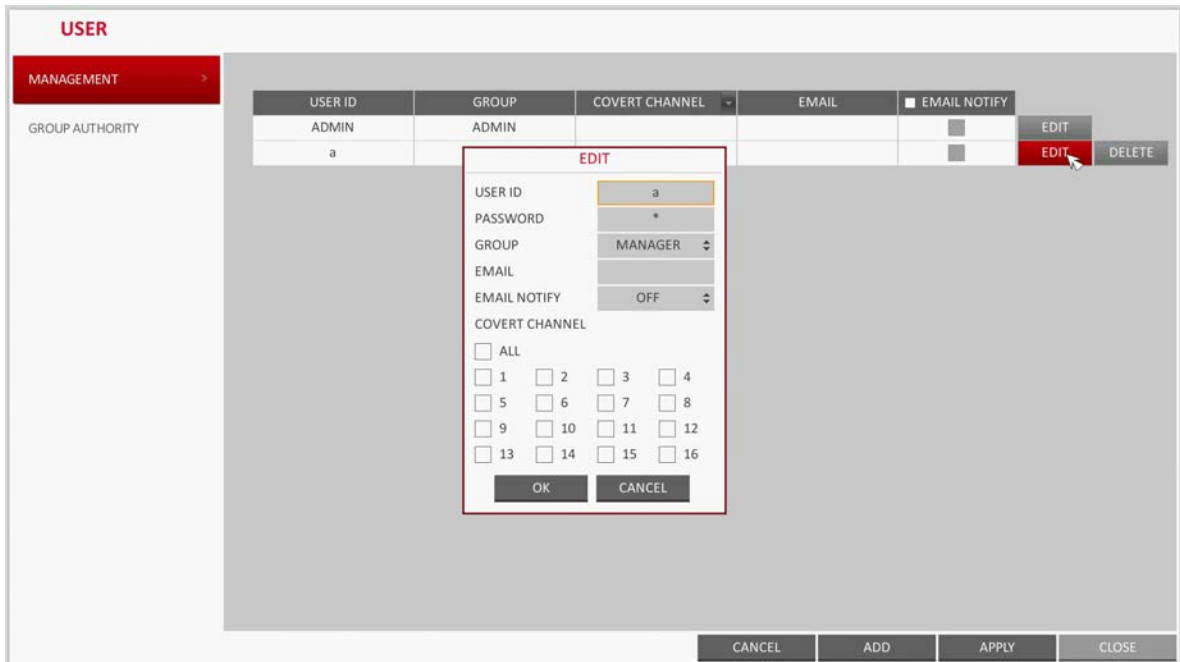 USER
MANAGEMENT >
GROUP AUTHORITY
USER ID GROUP COVERT CHANNEL EMAIL EMAIL NOTIFY
ADMIN ADMIN EDIT
a EDIT DELETE
EDIT
USER ID a
PASSWORD *
GROUP MANAGER
EMAIL
EMAIL NOTIFY OFF
COVERT CHANNEL
ALL
1 2 3 4
5 6 7 8
9 10 11 12
13 14 15 16
OK CANCEL
CANCEL ADD APPLY CLOSE